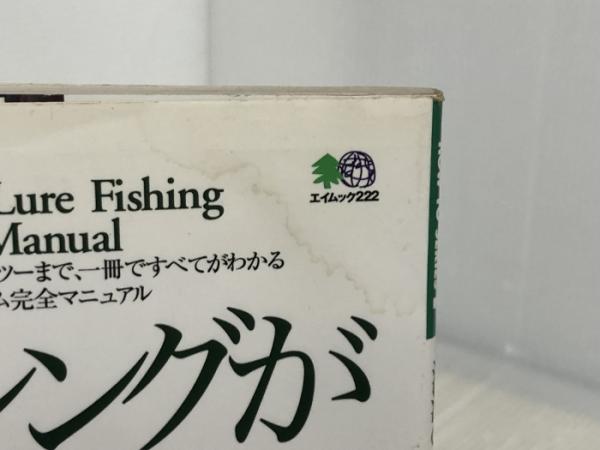 Lure Fishing
Manual
エイムック222
ツーまで、一冊ですべてがわかる
ム完全マニュアル
シングが